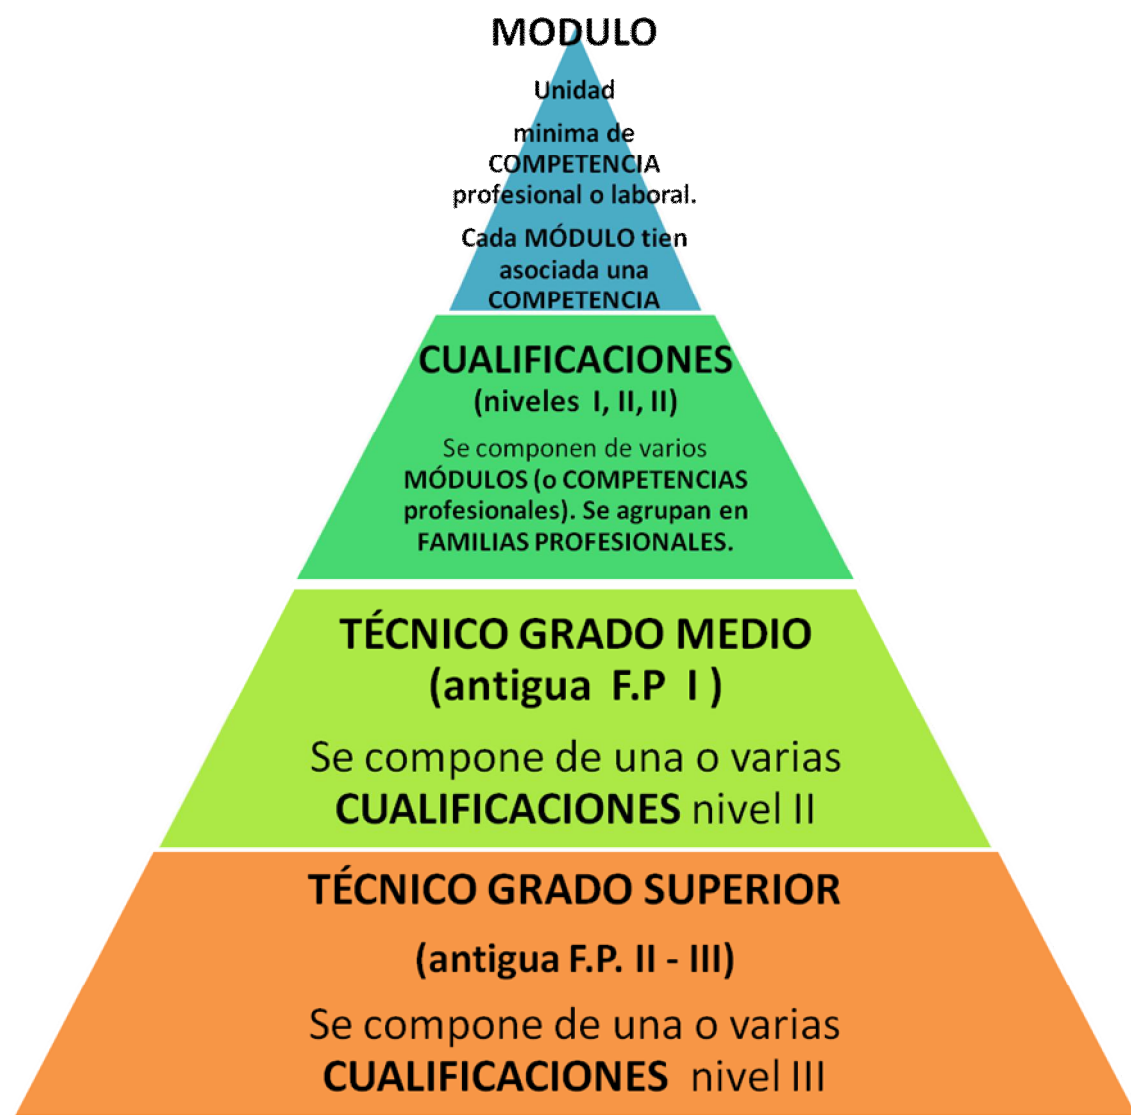 MODULO
Unidad
minima de
COMPETENCIA
profesional o laboral.
Cada MÓDULO tien
asociada una
COMPETENCIA
CUALIFICACIONES
(niveles I, II, II)
Se componen de varios
MÓDULOS (o COMPETENCIAS
profesionales). Se agrupan en
FAMILIAS PROFESIONALES.
TÉCNICO GRADO MEDIO
(antigua F.P I )
Se compone de una o varias
CUALIFICACIONES nivel II
TÉCNICO GRADO SUPERIOR
(antigua F.P. II - III)
Se compone de una o varias
CUALIFICACIONES nivel III